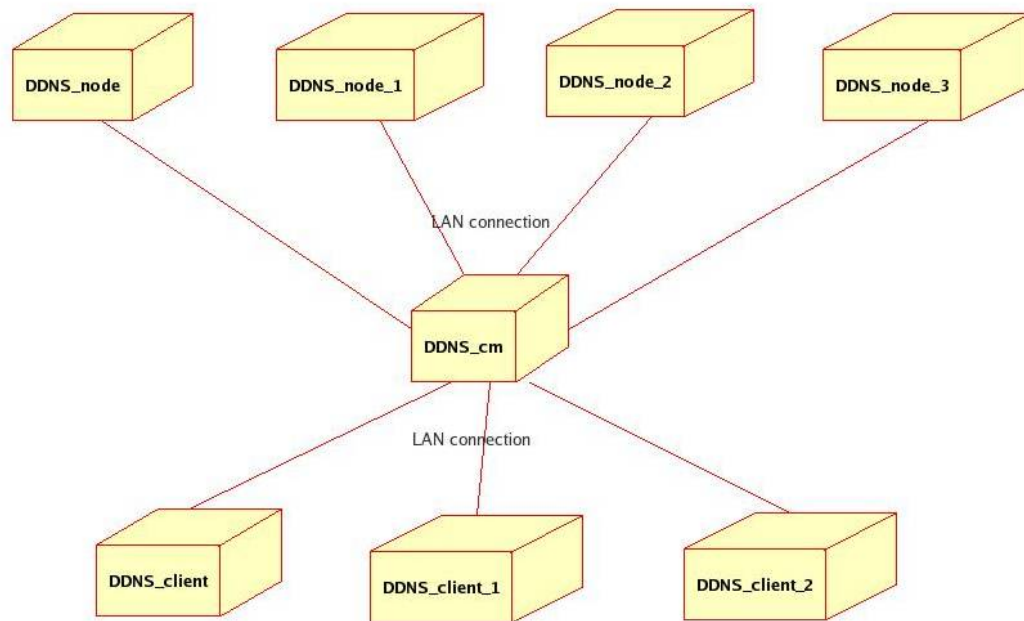 DDNS_node
DDNS_node_1
DDNS_node_2
DDNS_node_3
LAN connection
DDNS_cm
LAN connection
DDNS_client
DDNS_client_1
DDNS_client_2